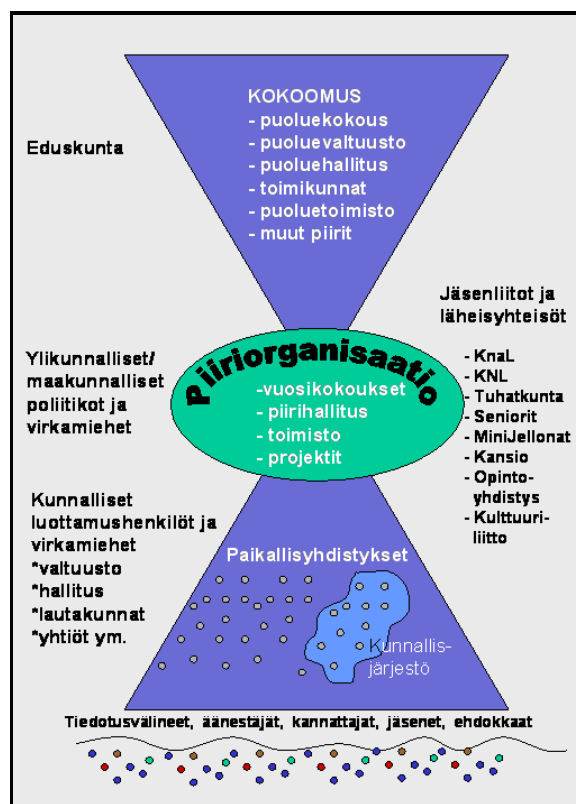 KOKOOMUS
- puoluekokous
- puoluevaltuusto
- puoluehallitus
- toimikunnat
- puoluetoimisto
- muut piirit
Eduskunta
Jäsenliitot ja
läheisyhteisöt
- KnaL
- KNL
- Tuhatkunta
- Seniorit
- MiniJellonat
- Kansio
- Opinto-
yhdistys
- Kulttuuri-
liitto
Piiriorganisaatio
-vuosikokoukset
- piirihallitus
- toimisto
- projektit
Ylikunnalliset/
maakunnalliset
poliitikot ja
virkamiehet
Kunnalliset
luottamushenkilöt ja
virkamiehet
*valtuusto
*hallitus
*lautakunnat
*yhtiöt ym.
Paikallisyhdistykset
Kunnallis-
järjestö
Tiedotusvälineet, äänestäjät, kannattajat, jäsenet, ehdokkaat